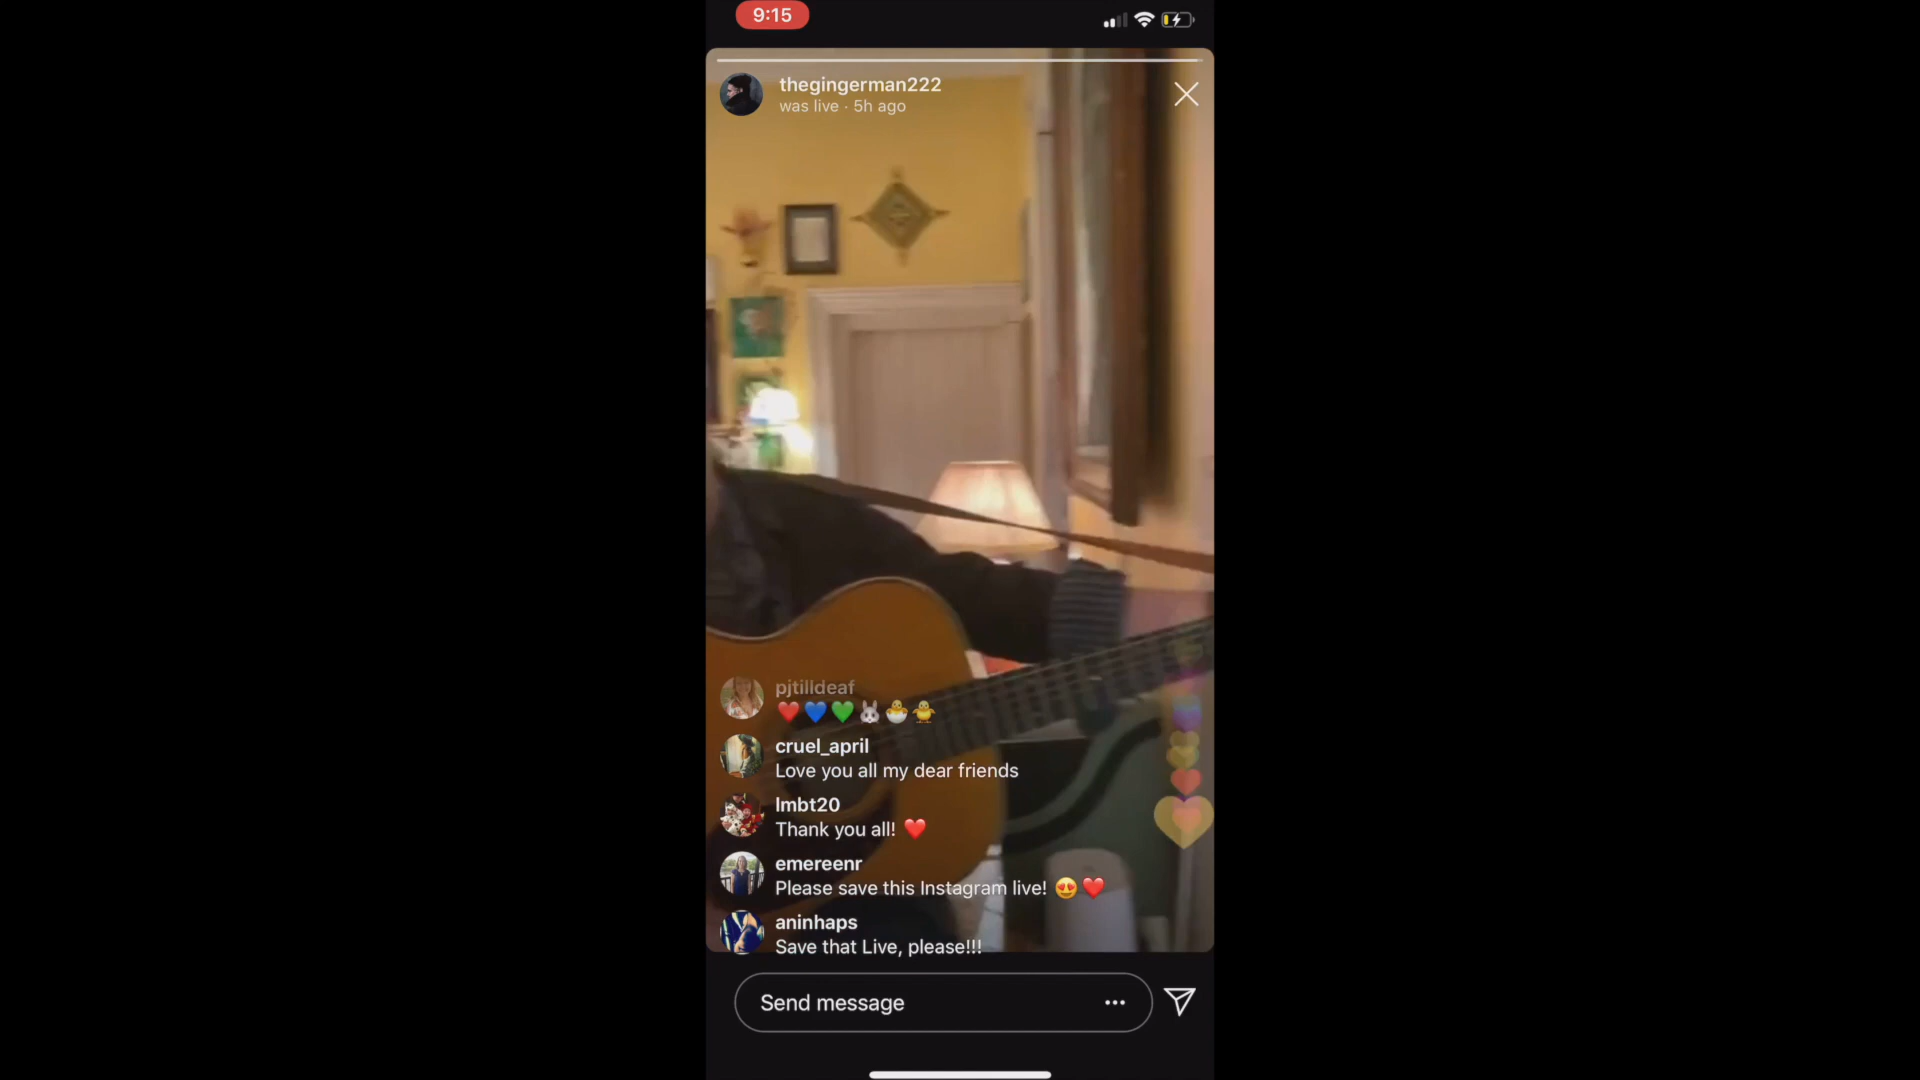 9:15
thegingerman222
was live · 5h ago
pjtilldeaf
❤️💙💚🐰🐣🐥
cruel_april
Love you all my dear friends
lmbt20
Thank you all! ❤️
emereenr
Please save this Instagram live! 😍❤️
aninhaps
Save that Live, please!!!
Send message